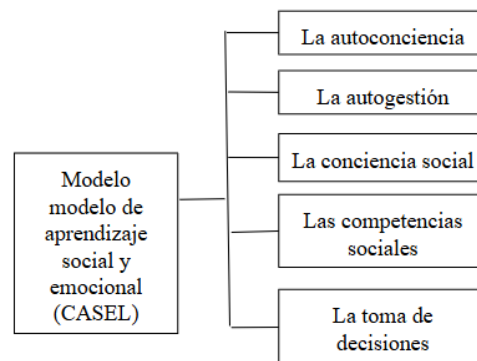 Modelo
modelo de
aprendizaje
social y
emocional
(CASEL)
La autoconciencia
La autogestión
La conciencia social
Las competencias
sociales
La toma de
decisiones